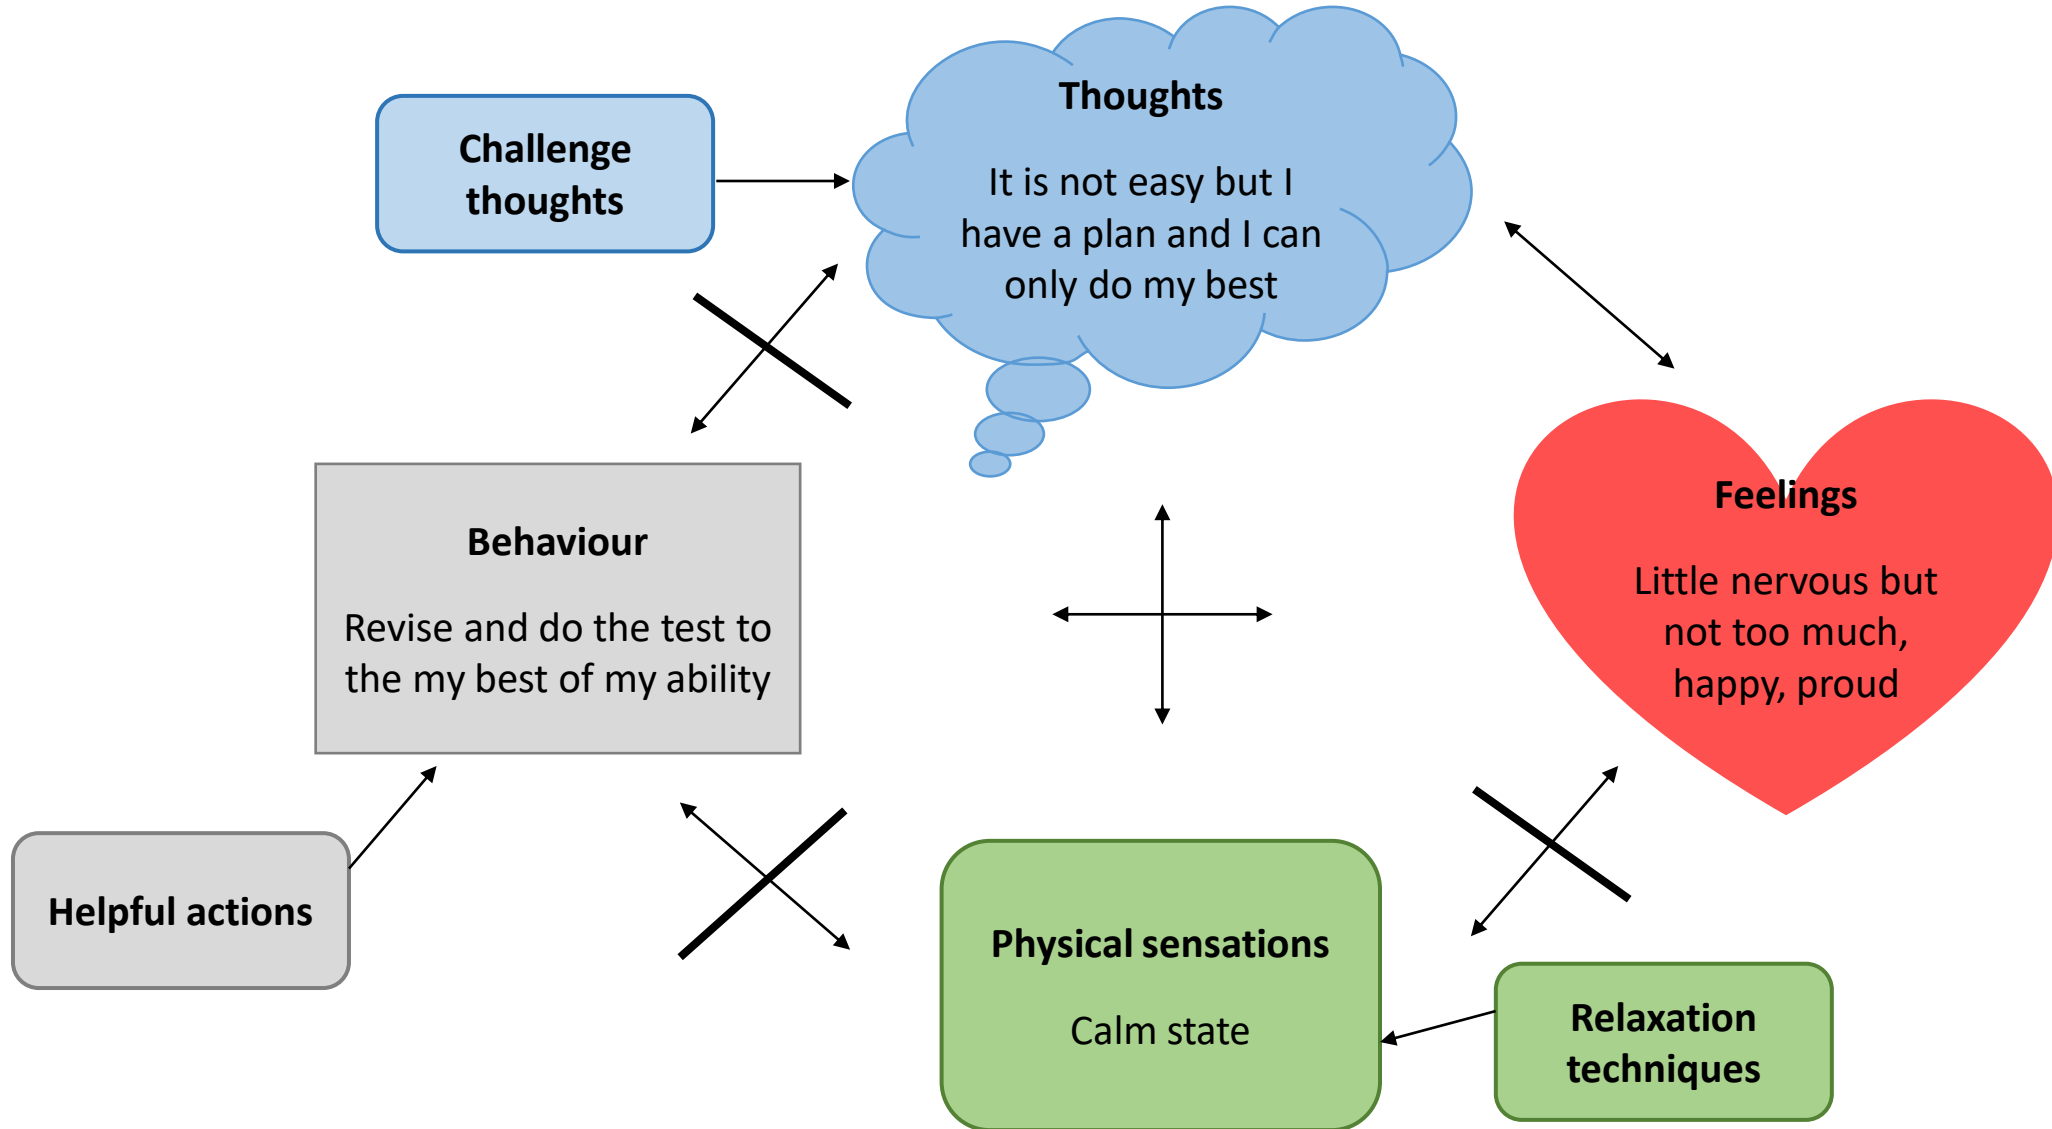 Thoughts
It is not easy but I
have a plan and I can
only do my best
Challenge
thoughts
Feelings
Little nervous but
not too much,
happy, proud
Behaviour
Revise and do the test to
the my best of my ability
Helpful actions
Physical sensations
Calm state
Relaxation
techniques